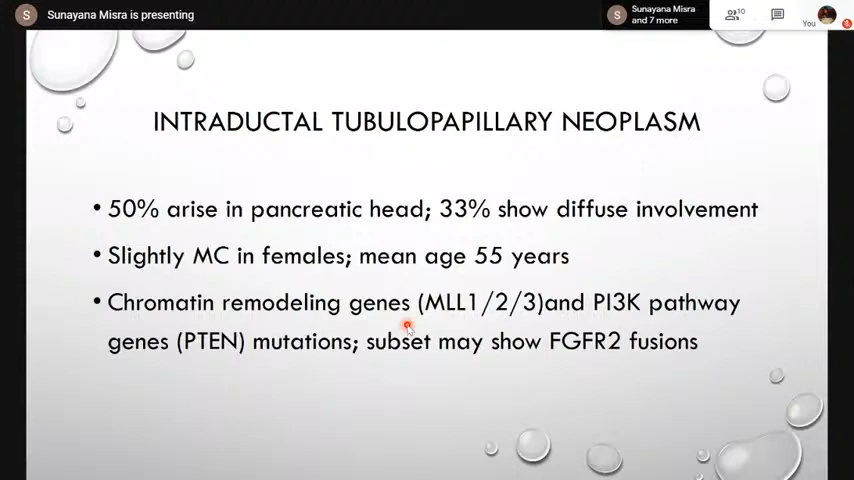 S Sunayana Misra is presenting
S Sunayana Misra
and 7 more
10
You
INTRADUCTAL TUBULOPAPILLARY NEOPLASM
• 50% arise in pancreatic head; 33% show diffuse involvement
• Slightly MC in females; mean age 55 years
• Chromatin remodeling genes (MLL1/2/3)and PI3K pathway
genes (PTEN) mutations; subset may show FGFR2 fusions